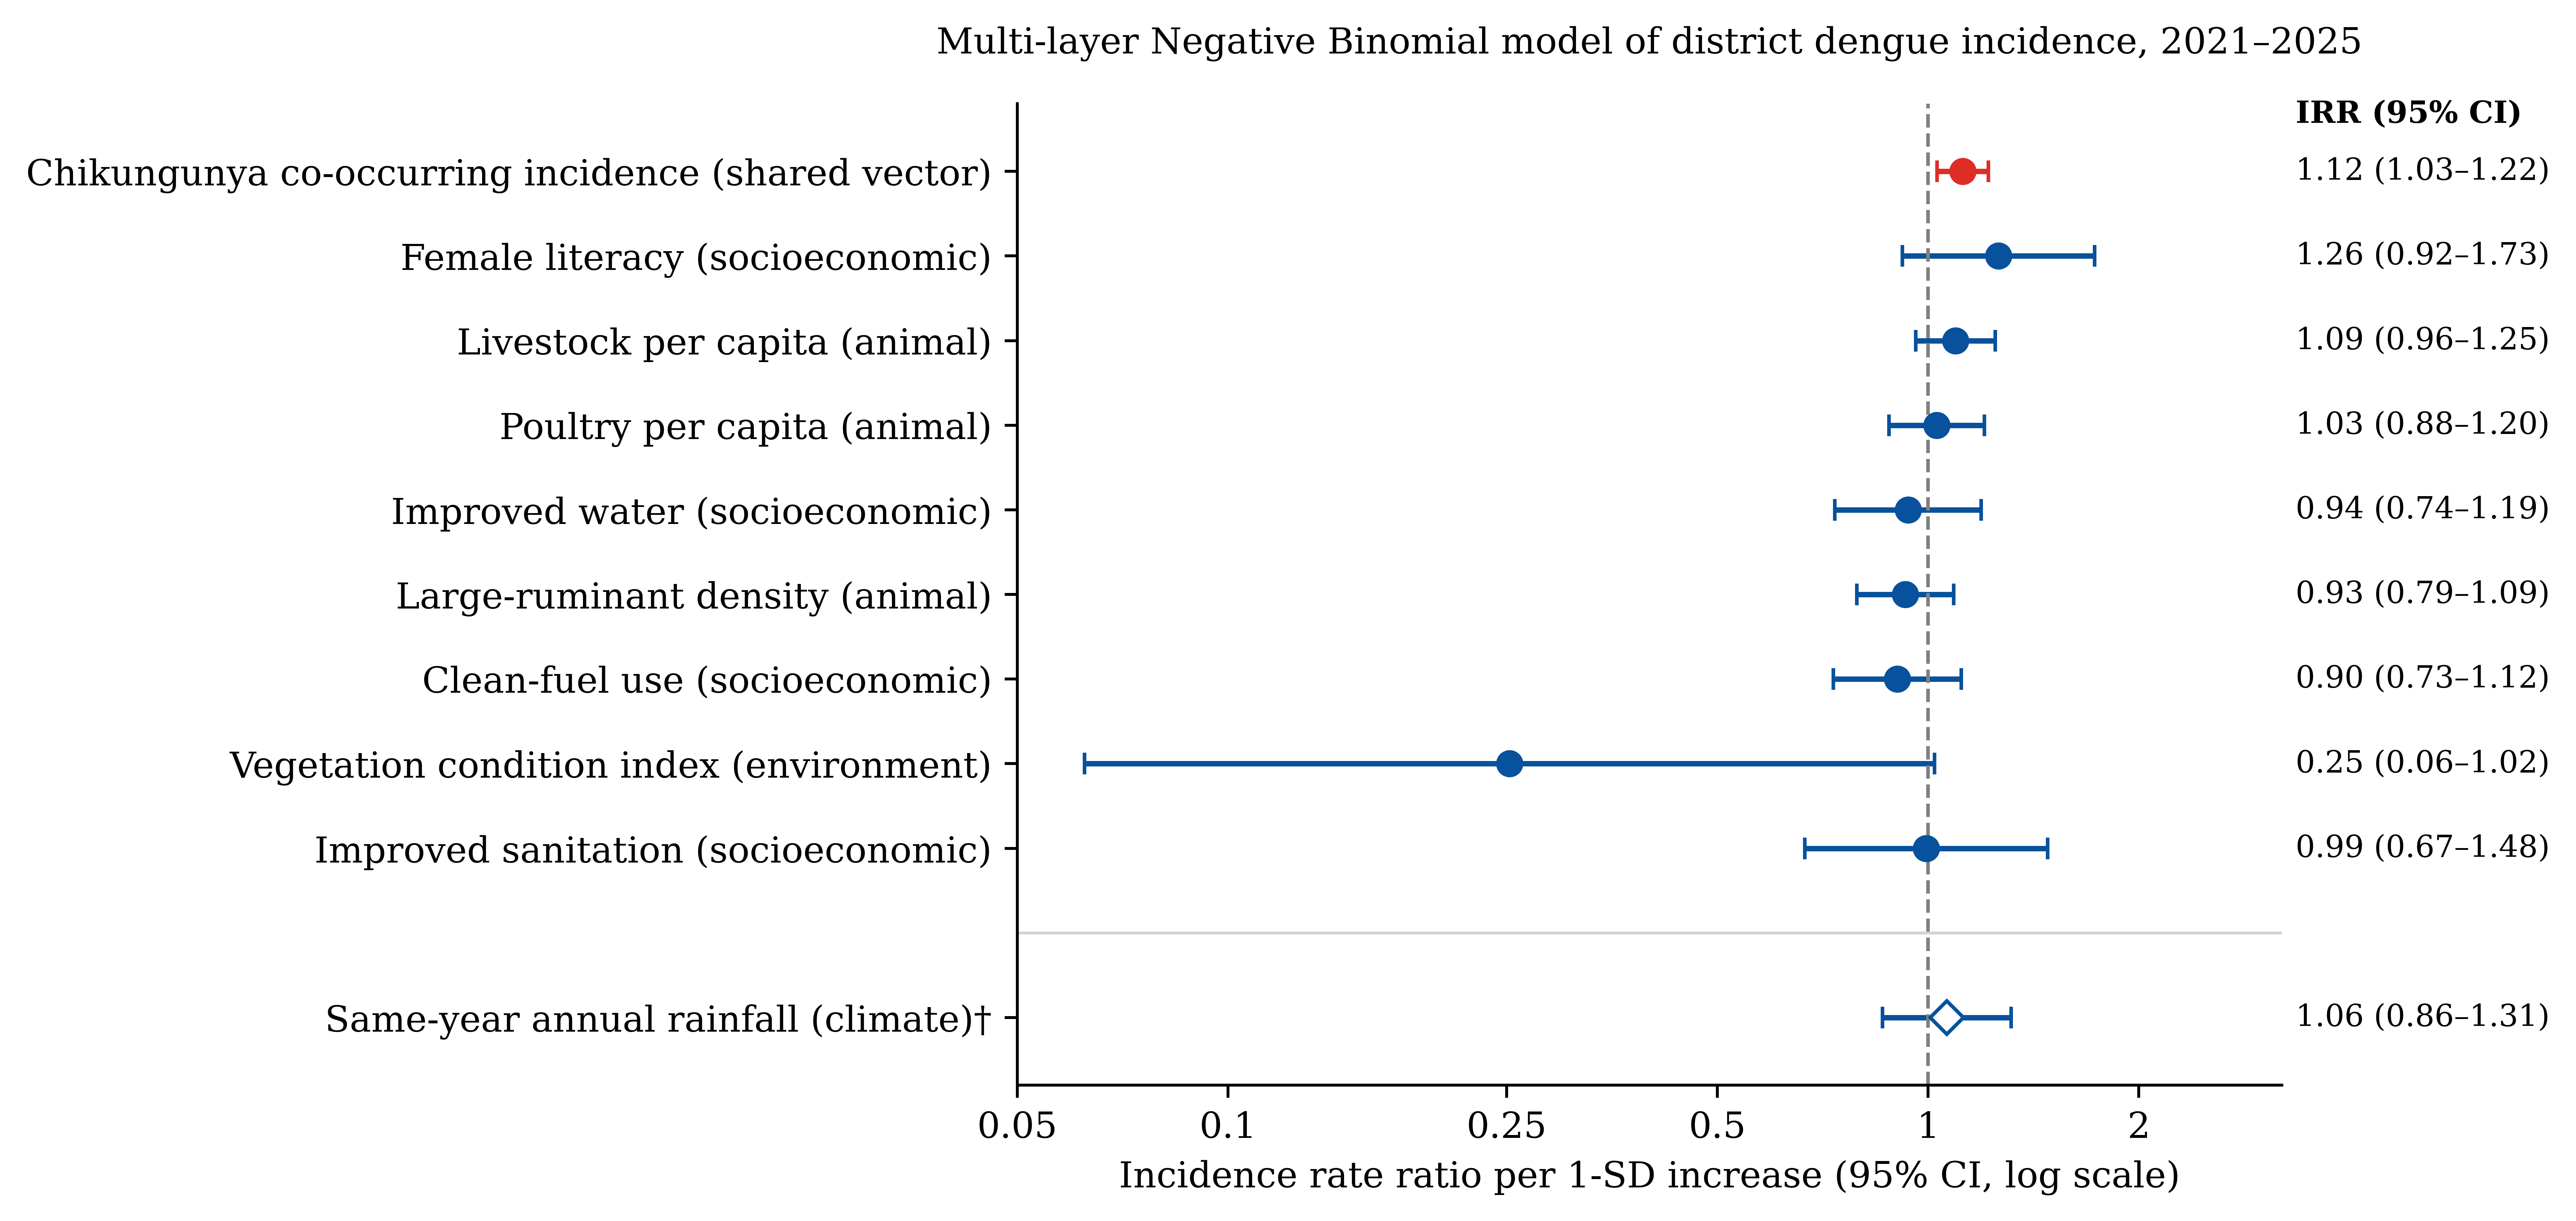 Multi-layer Negative Binomial model of district dengue incidence, 2021–2025
IRR (95% CI)
Chikungunya co-occurring incidence (shared vector) 1.12 (1.03–1.22)
Female literacy (socioeconomic) 1.26 (0.92–1.73)
Livestock per capita (animal) 1.09 (0.96–1.25)
Poultry per capita (animal) 1.03 (0.88–1.20)
Improved water (socioeconomic) 0.94 (0.74–1.19)
Large-ruminant density (animal) 0.93 (0.79–1.09)
Clean-fuel use (socioeconomic) 0.90 (0.73–1.12)
Vegetation condition index (environment) 0.25 (0.06–1.02)
Improved sanitation (socioeconomic) 0.99 (0.67–1.48)
Same-year annual rainfall (climate)† 1.06 (0.86–1.31)
0.05 0.1 0.25 0.5 1 2
Incidence rate ratio per 1-SD increase (95% CI, log scale)